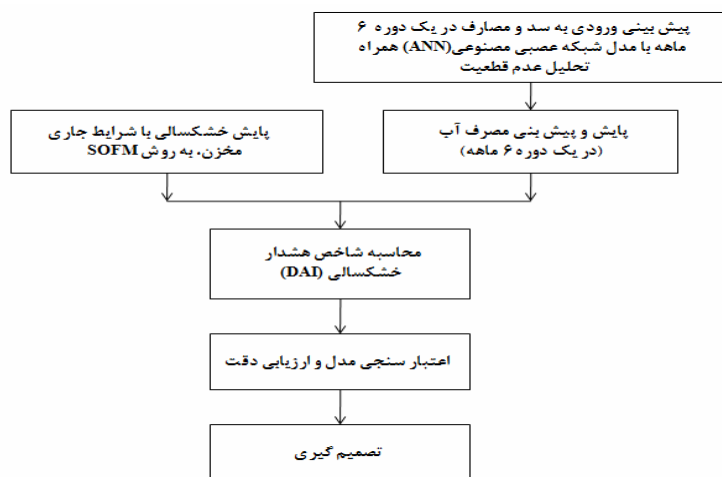 پیش بینی ورودی به سد و مصارف در یک دوره ۶
ماهه با مدل شبکه عصبی مصنوعی(ANN) همراه
تحلیل عدم قطعیت
پایش و پیش بنی مصرف آب
(در یک دوره ۶ ماهه)
پایش خشکسالی با شرایط جاری
مخزن، به روش SOFM
محاسبه شاخص هشدار
خشکسالی (DAI)
اعتبار سنجی مدل و ارزیابی دقت
تصمیم گیری